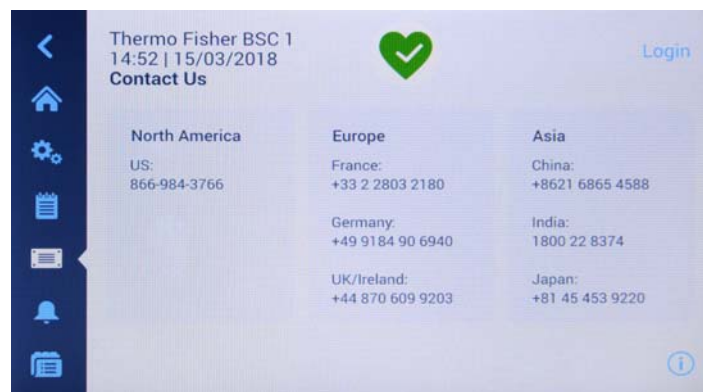 Thermo Fisher BSC 1
14:52 | 15/03/2018
Contact Us
Login
North America
US:
866-984-3766
Europe
France:
+33 2 2803 2180
Germany:
+49 9184 90 6940
UK/Ireland:
+44 870 609 9203
Asia
China:
+8621 6865 4588
India:
1800 22 8374
Japan:
+81 45 453 9220
i